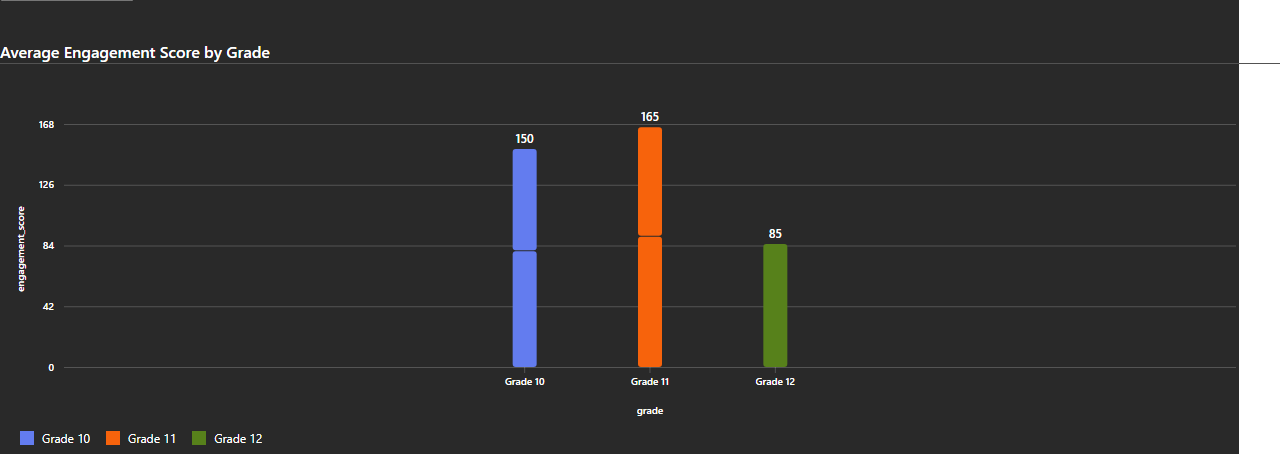 Average Engagement Score by Grade
165
168
150
126
85
84
42
0
engagement_score
Grade 10 Grade 11 Grade 12
grade
Grade 10 Grade 11 Grade 12